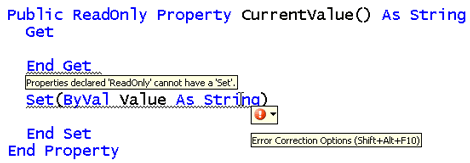 Public ReadOnly Property CurrentValue() As String
Get
End Get
Properties declared 'ReadOnly' cannot have a 'Set'.
Set(ByVal Value As String)
Error Correction Options (Shift+Alt+F10)
End Set
End Property